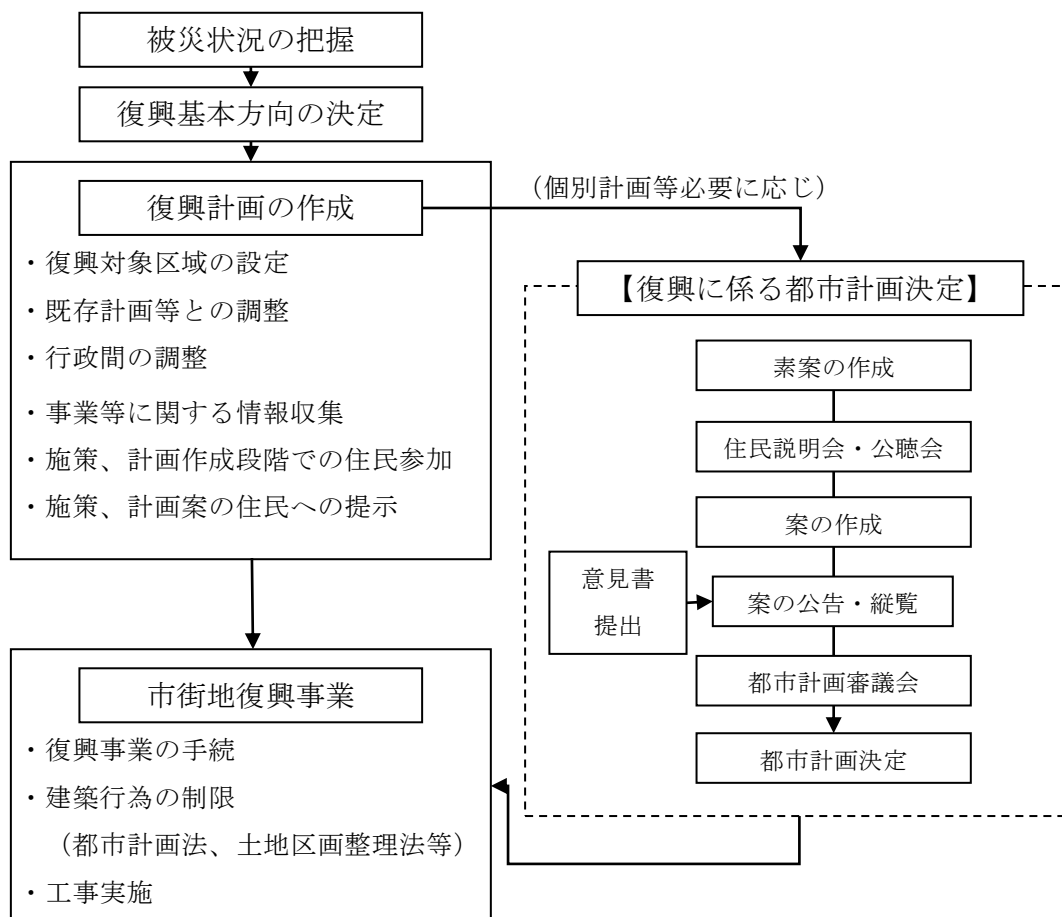 被災状況の把握
復興基本方向の決定
復興計画の作成
・復興対象区域の設定
・既存計画等との調整
・行政間の調整
・事業等に関する情報収集
・施策、計画作成段階での住民参加
・施策、計画案の住民への提示
（個別計画等必要に応じ）
【復興に係る都市計画決定】
素案の作成
住民説明会・公聴会
案の作成
意見書
提出
案の公告・縦覧
都市計画審議会
都市計画決定
市街地復興事業
・復興事業の手続
・建築行為の制限
（都市計画法、土地区画整理法等）
・工事実施